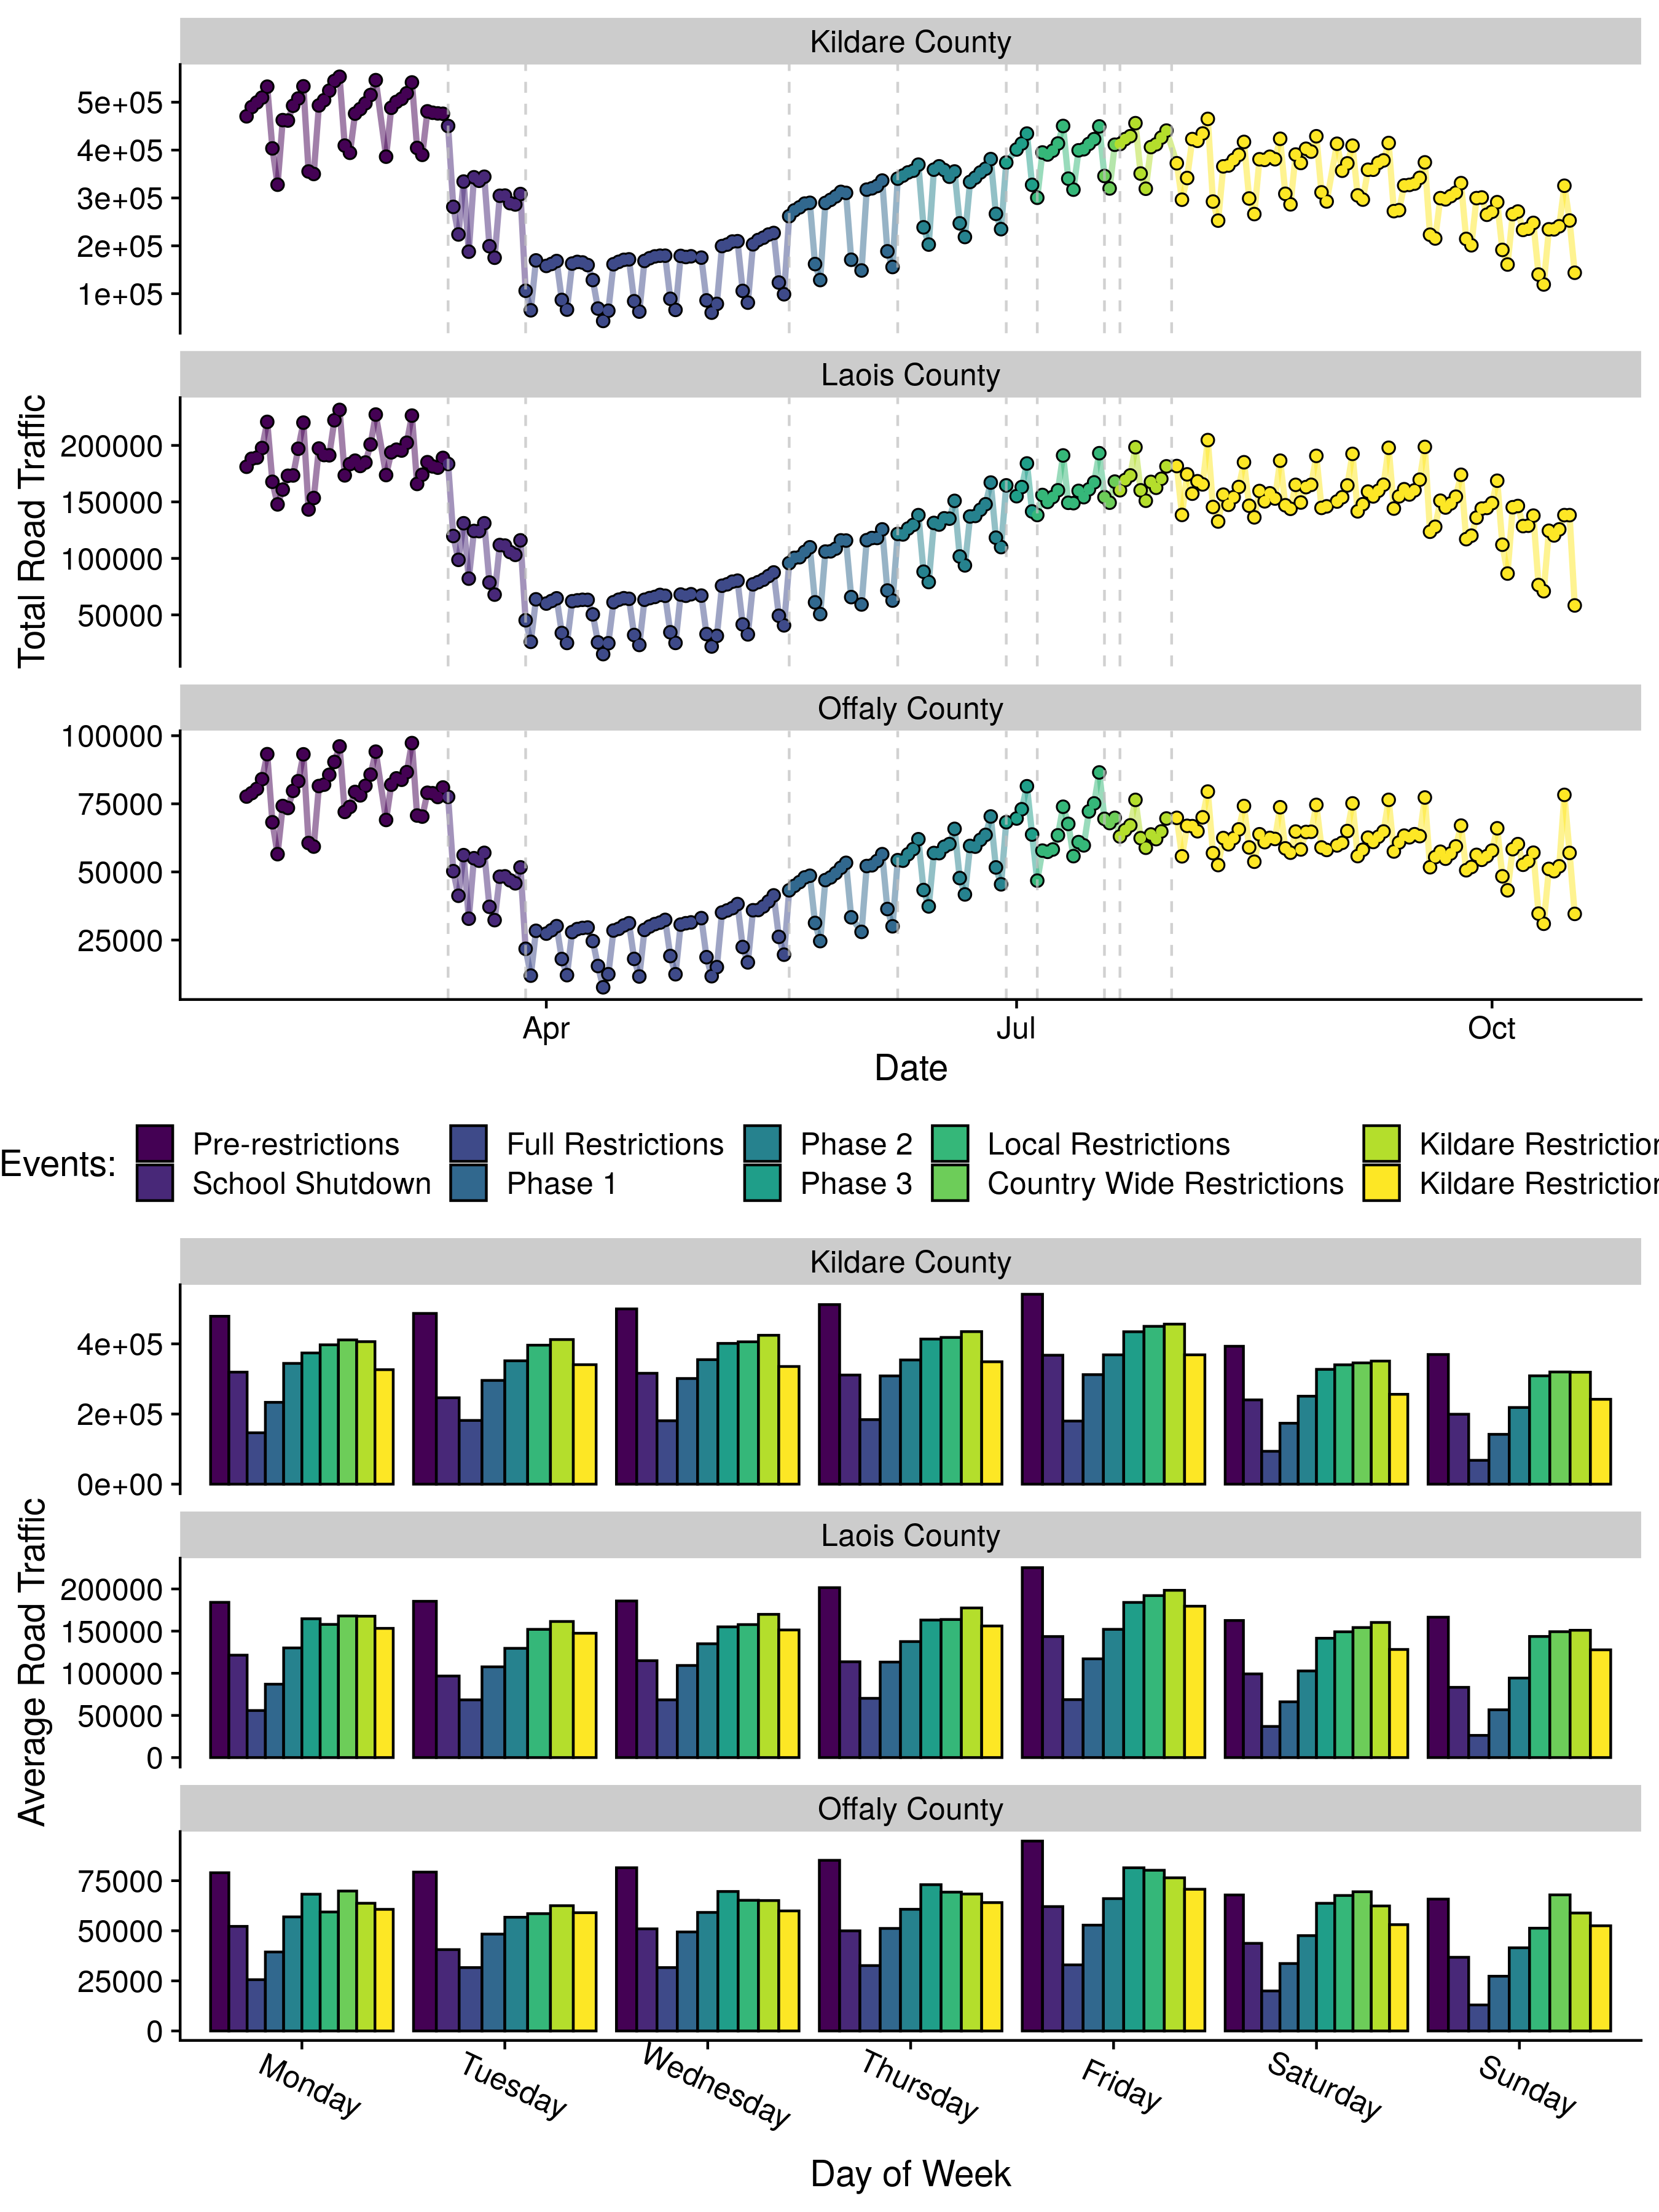 Kildare County
5e+05
4e+05
3e+05
2e+05
1e+05
Laois County
200000
150000
100000
50000
Total Road Traffic
Offaly County
100000
75000
50000
25000
Apr Jul Oct
Date
Events:
Pre-restrictions Full Restrictions Phase 2 Local Restrictions Kildare Restriction
School Shutdown Phase 1 Phase 3 Country Wide Restrictions Kildare Restriction
Kildare County
4e+05
2e+05
0e+00
Laois County
200000
150000
100000
50000
0
Average Road Traffic
Offaly County
75000
50000
25000
0
Monday Tuesday Wednesday Thursday Friday Saturday Sunday
Day of Week